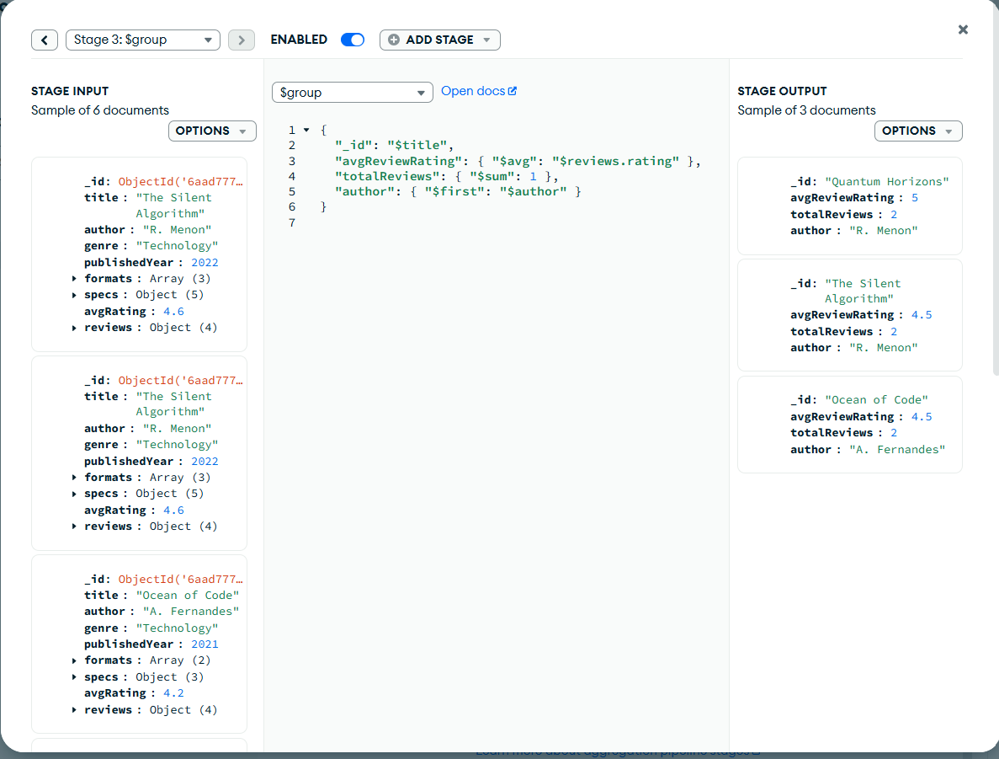 Stage 3: $group
ENABLED
ADD STAGE
STAGE INPUT
Sample of 6 documents
OPTIONS
_id: ObjectId('6aad777…
title : "The Silent
Algorithm"
author : "R. Menon"
genre : "Technology"
publishedYear : 2022
formats : Array (3)
specs : Object (5)
avgRating : 4.6
reviews : Object (4)
_id: ObjectId('6aad777…
title : "The Silent
Algorithm"
author : "R. Menon"
genre : "Technology"
publishedYear : 2022
formats : Array (3)
specs : Object (5)
avgRating : 4.6
reviews : Object (4)
_id: ObjectId('6aad777…
title : "Ocean of Code"
author : "A. Fernandes"
genre : "Technology"
publishedYear : 2021
formats : Array (2)
specs : Object (3)
avgRating : 4.2
reviews : Object (4)
$group
Open docs
1 {
2 "_id": "$title",
3 "avgReviewRating": { "$avg": "$reviews.rating" },
4 "totalReviews": { "$sum": 1 },
5 "author": { "$first": "$author" }
6 }
7
STAGE OUTPUT
Sample of 3 documents
OPTIONS
_id: "Quantum Horizons"
avgReviewRating : 5
totalReviews : 2
author : "R. Menon"
_id: "The Silent
Algorithm"
avgReviewRating : 4.5
totalReviews : 2
author : "R. Menon"
_id: "Ocean of Code"
avgReviewRating : 4.5
totalReviews : 2
author : "A. Fernandes"
Learn more about aggregation pipeline stages